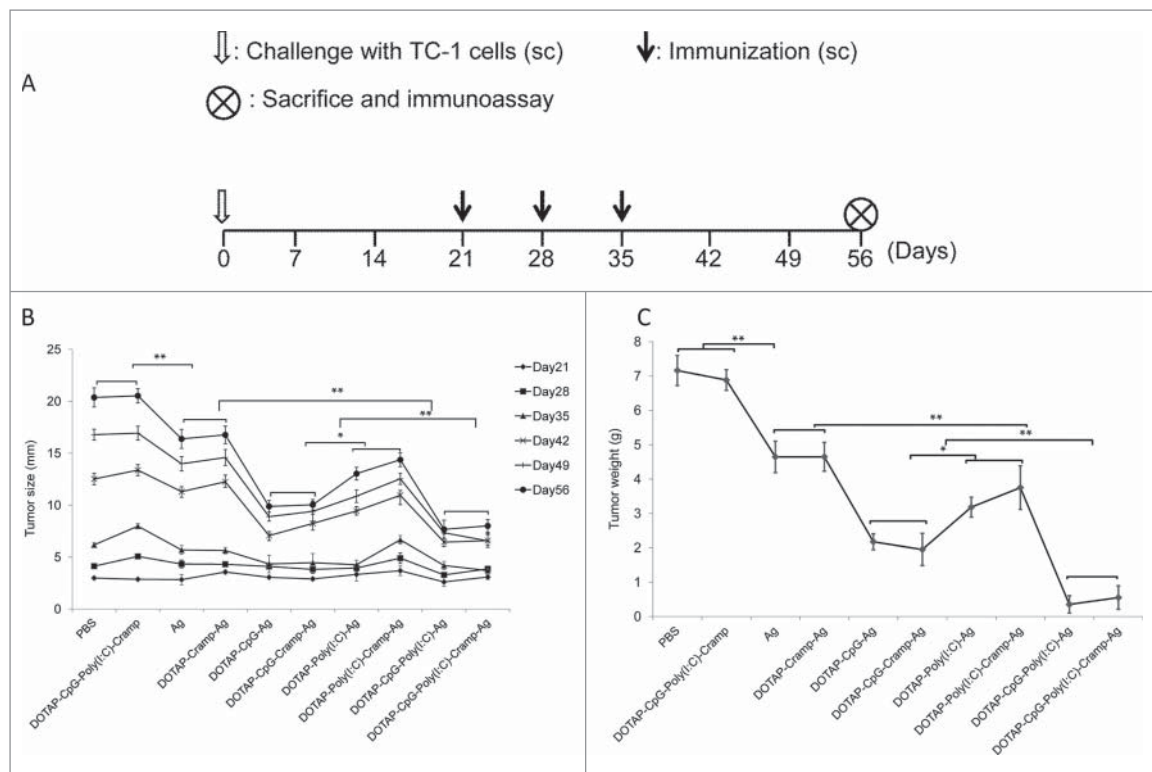 A
: Challenge with TC-1 cells (sc)
: Immunization (sc)
: Sacrifice and immunoassay
0 7 14 21 28 35 42 49 56 (Days)
B
Tumor size (mm)
25
20
15
10
5
0
**
**
**
*
Day21
Day28
Day35
Day42
Day49
Day56
PBS
DOTAP-CpG-Poly(I:C)-Cramp
Ag
DOTAP-Cramp-Ag
DOTAP-CpG-Ag
DOTAP-CpG-Cramp-Ag
DOTAP-Poly(I:C)-Ag
DOTAP-Poly(I:C)-Cramp-Ag
DOTAP-CpG-Poly(I:C)-Ag
DOTAP-CpG-Poly(I:C)-Cramp-Ag
C
Tumor weight (g)
8
7
6
5
4
3
2
1
0
**
**
**
*
PBS
DOTAP-CpG-Poly(I:C)-Cramp
Ag
DOTAP-Cramp-Ag
DOTAP-CpG-Ag
DOTAP-CpG-Cramp-Ag
DOTAP-Poly(I:C)-Ag
DOTAP-Poly(I:C)-Cramp-Ag
DOTAP-CpG-Poly(I:C)-Ag
DOTAP-CpG-Poly(I:C)-Cramp-Ag